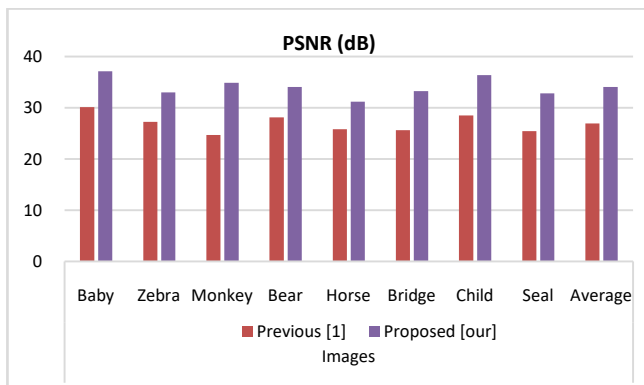 PSNR (dB)
40
30
20
10
0
Baby Zebra Monkey Bear Horse Bridge Child Seal Average
Previous [1] Proposed [our]
Images